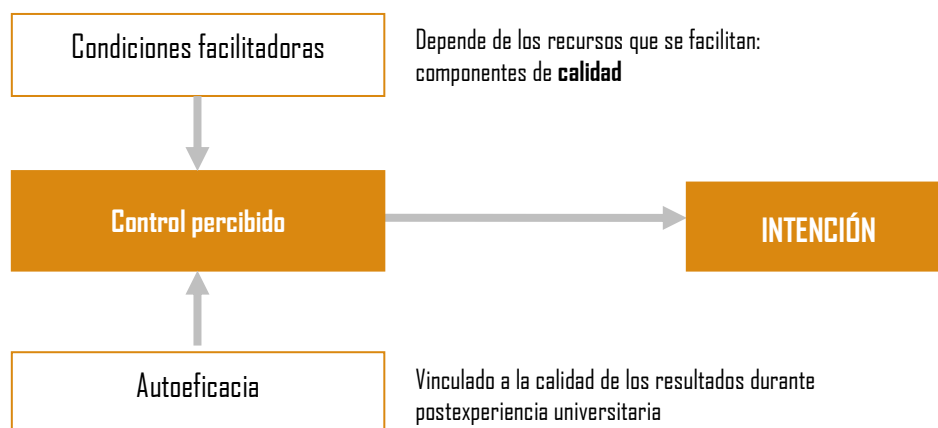 Condiciones facilitadoras
Depende de los recursos que se facilitan:
componentes de calidad
Control percibido
INTENCIÓN
Autoeficacia
Vinculado a la calidad de los resultados durante
postexperiencia universitaria